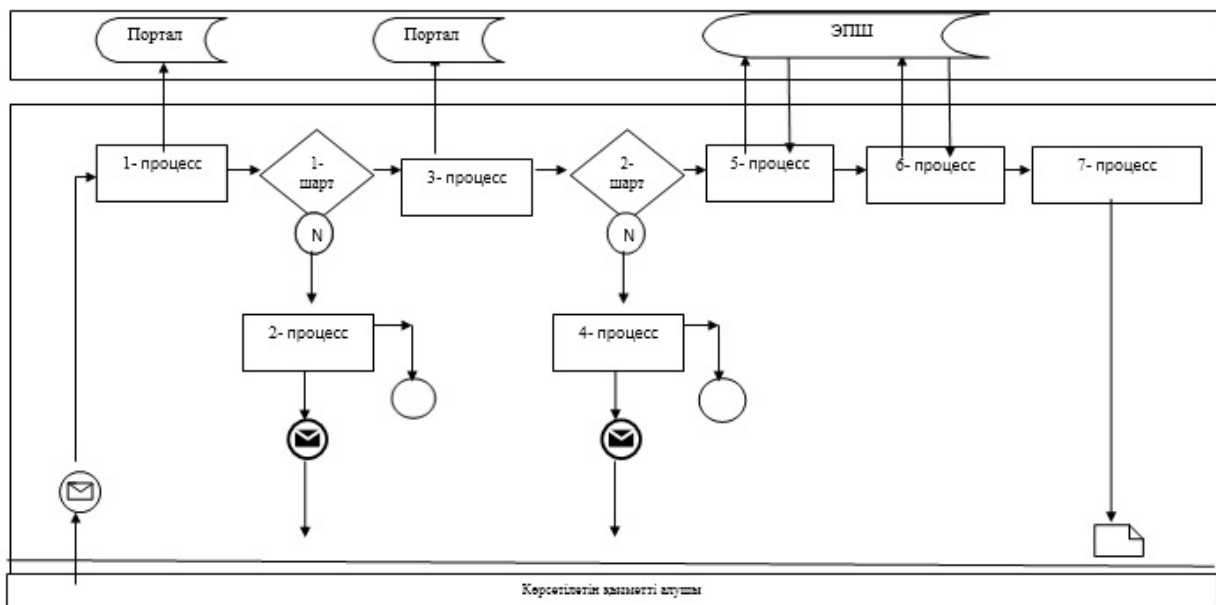 Портал
Портал
ЭПШ
1- процесс
1-
шарт
3- процесс
2-
шарт
5- процесс
6- процесс
7- процесс
N
N
2- процесс
4- процесс
Көрсетілетін қызметті алушы